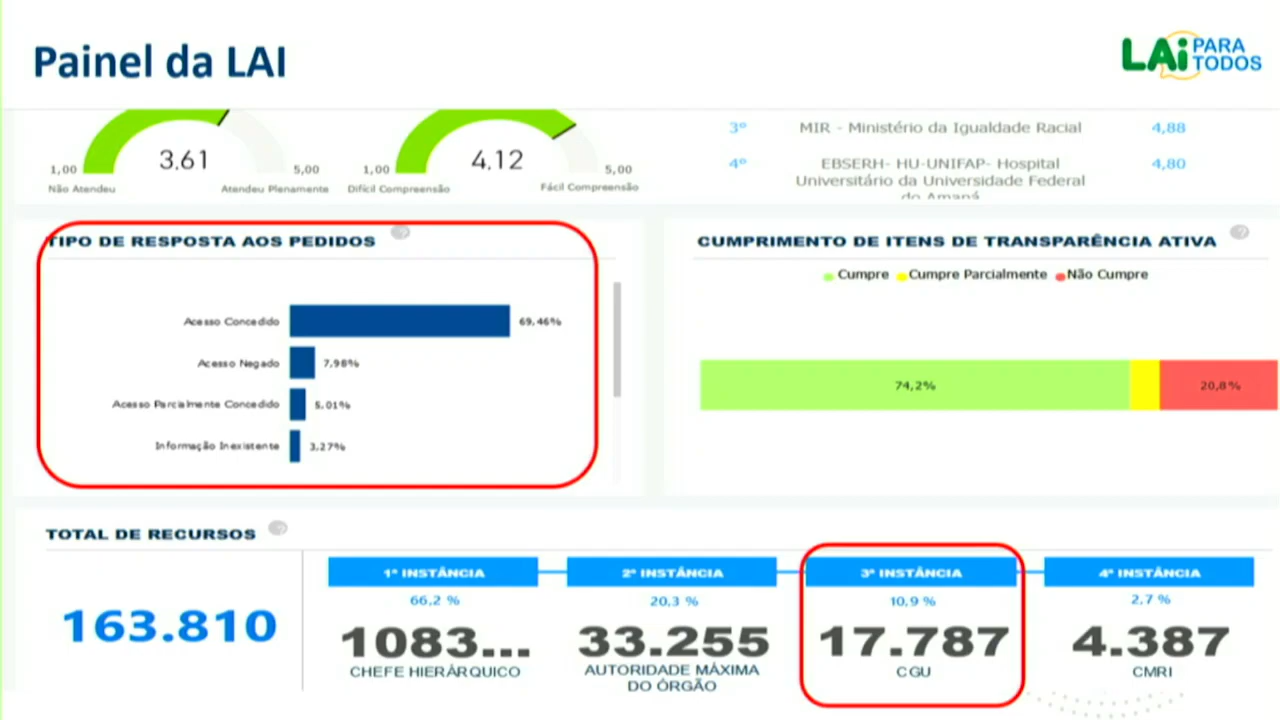 Painel da LAI
LAi PARA TODOS
3,61
1,00
5,00
Não Atendeu
Atendeu Plenamente
4,12
1,00
5,00
Difícil Compreensão
Fácil Compreensão
3º MIR - Ministério da Igualdade Racial 4,88
4º EBSERH- HU-UNIFAP- Hospital 4,80
Universitário da Universidade Federal
do Amapá
TIPO DE RESPOSTA AOS PEDIDOS ?
Acesso Concedido 69,46%
Acesso Negado 7,98%
Acesso Parcialmente Concedido 5,01%
Informação Inexistente 3,27%
CUMPRIMENTO DE ITENS DE TRANSPARÊNCIA ATIVA ?
Cumpre Cumpre Parcialmente Não Cumpre
74,2% 20,8%
TOTAL DE RECURSOS ?
163.810
1ª INSTÂNCIA
66,2 %
1083...
CHEFE HIERÁRQUICO
2ª INSTÂNCIA
20,3 %
33.255
AUTORIDADE MÁXIMA
DO ÓRGÃO
3ª INSTÂNCIA
10,9 %
17.787
CGU
4ª INSTÂNCIA
2,7 %
4.387
CMRI